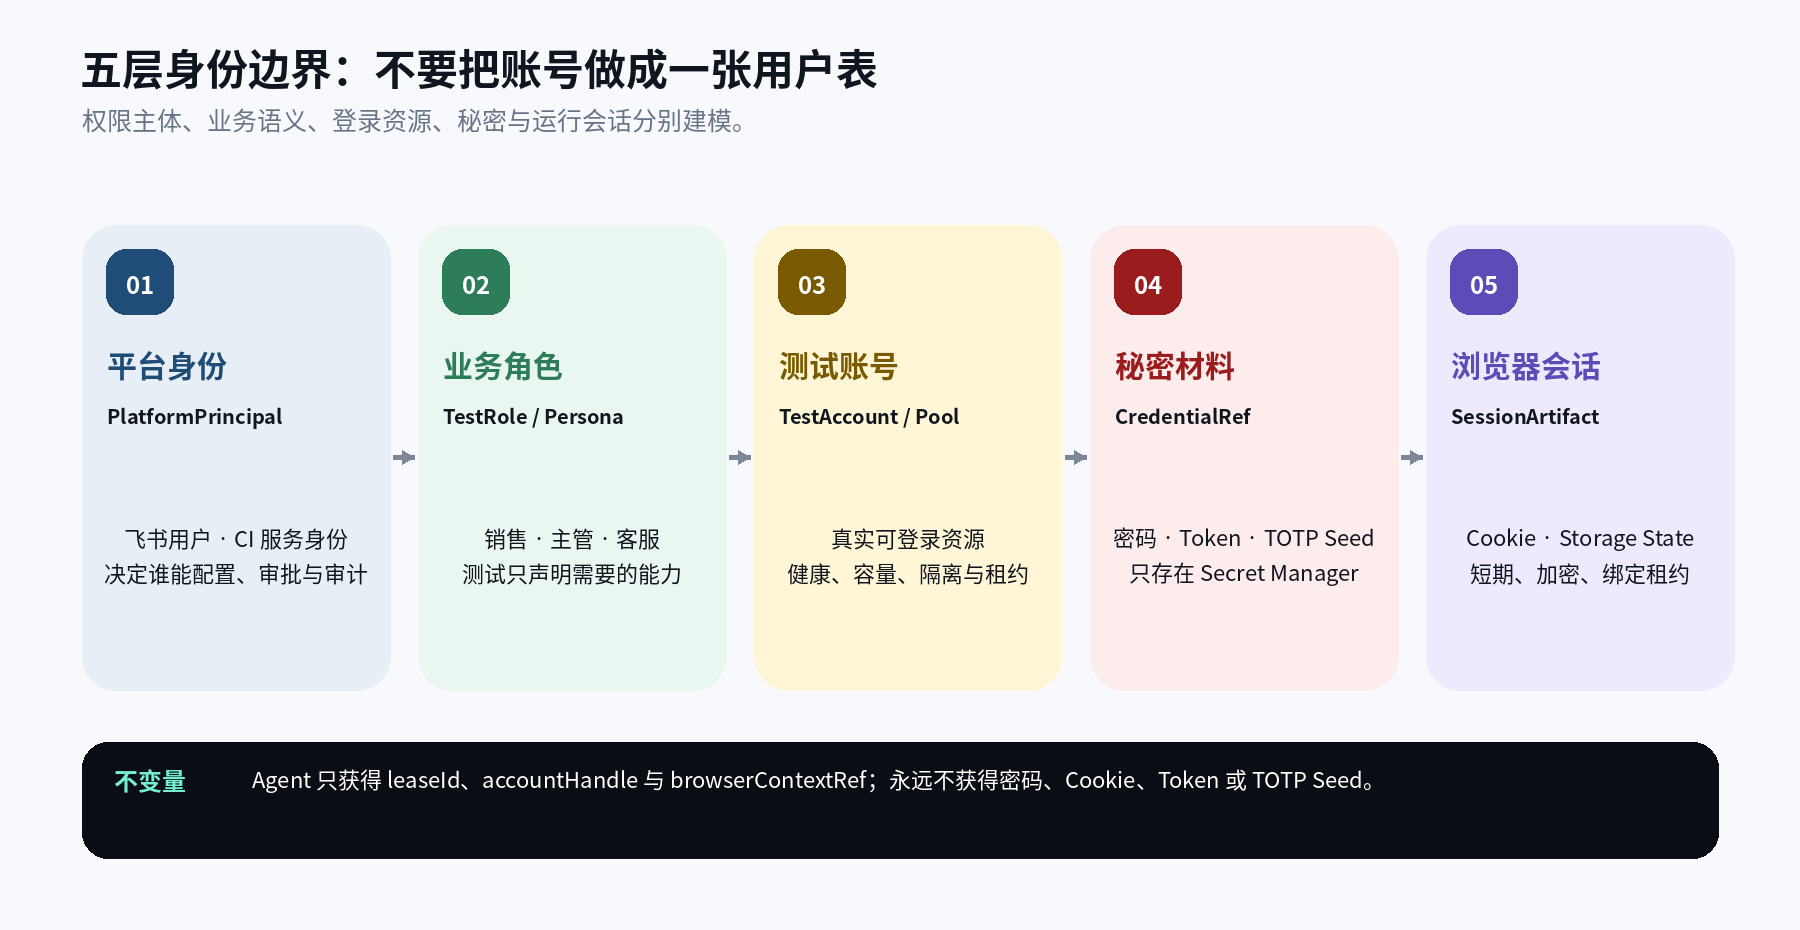 五层身份边界：不要把账号做成一张用户表
权限主体、业务语义、登录资源、秘密与运行会话分别建模。
01
平台身份
PlatformPrincipal
飞书用户 · CI 服务身份
决定谁能配置、审批与审计
02
业务角色
TestRole / Persona
销售 · 主管 · 客服
测试只声明需要的能力
03
测试账号
TestAccount / Pool
真实可登录资源
健康、容量、隔离与租约
04
秘密材料
CredentialRef
密码 · Token · TOTP Seed
只存在 Secret Manager
05
浏览器会话
SessionArtifact
Cookie · Storage State
短期、加密、绑定租约
不变量
Agent 只获得 leaseId、accountHandle 与 browserContextRef；永远不获得密码、Cookie、Token 或 TOTP Seed。